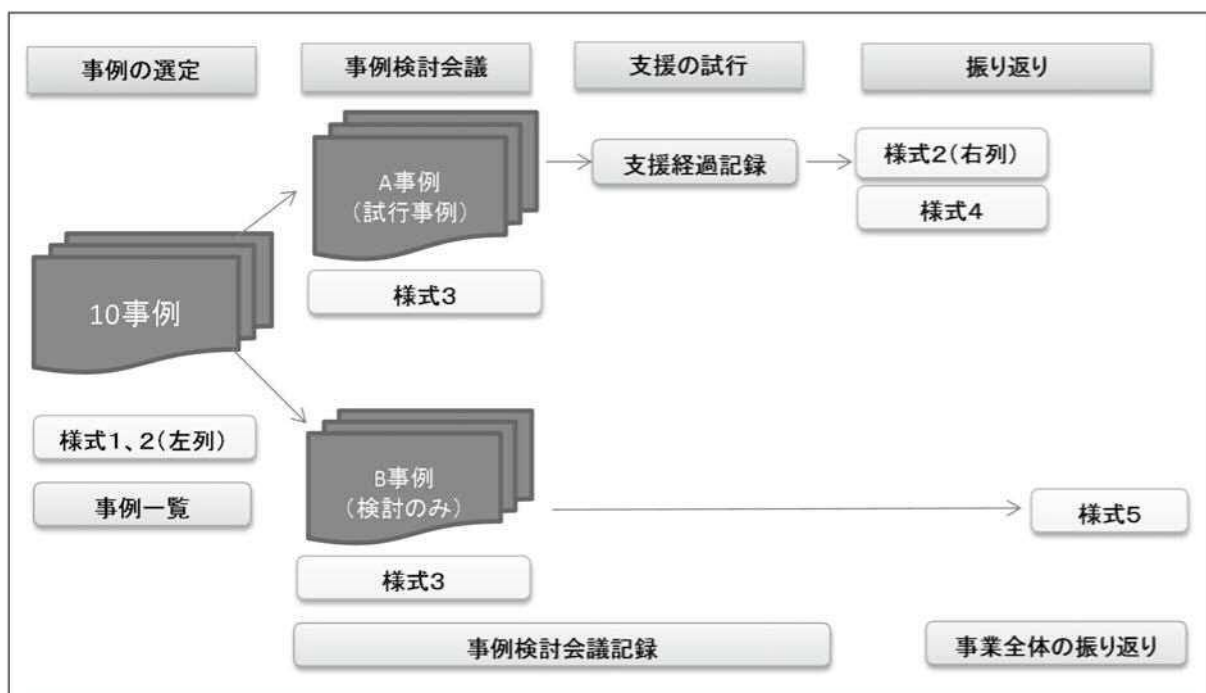 事例の選定
事例検討会議
支援の試行
振り返り
A事例
(試行事例)
支援経過記録
様式2(右列)
様式4
様式3
10事例
様式1、2(左列)
事例一覧
B事例
(検討のみ)
様式5
様式3
事例検討会議記録
事業全体の振り返り